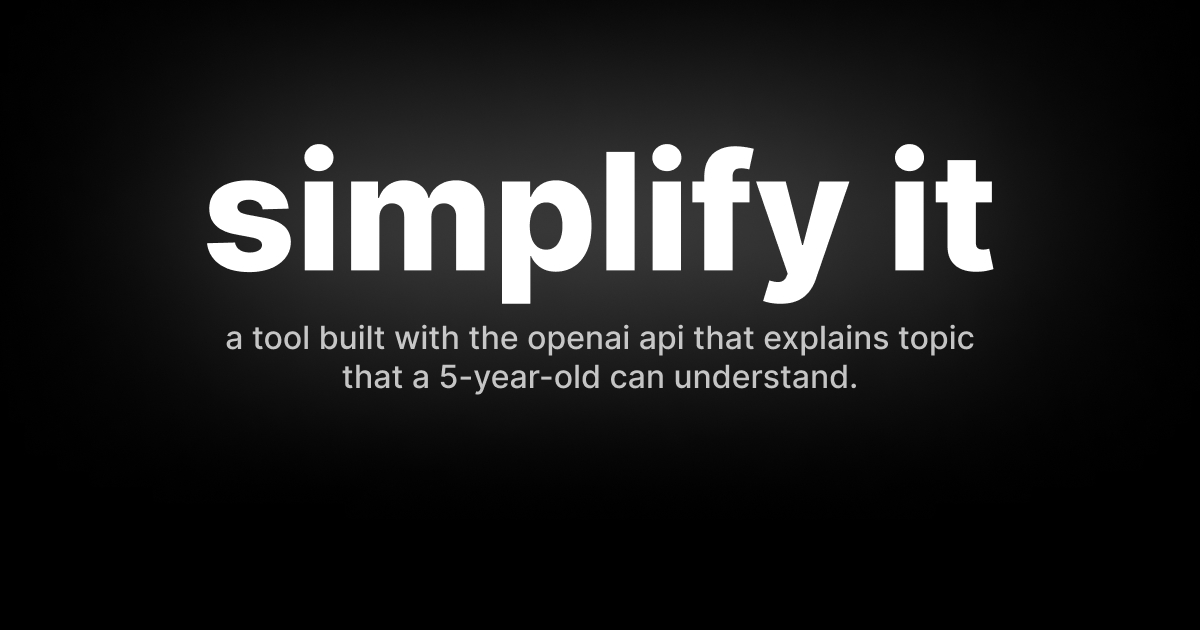 simplify it
a tool built with the openai api that explains topic
that a 5-year-old can understand.